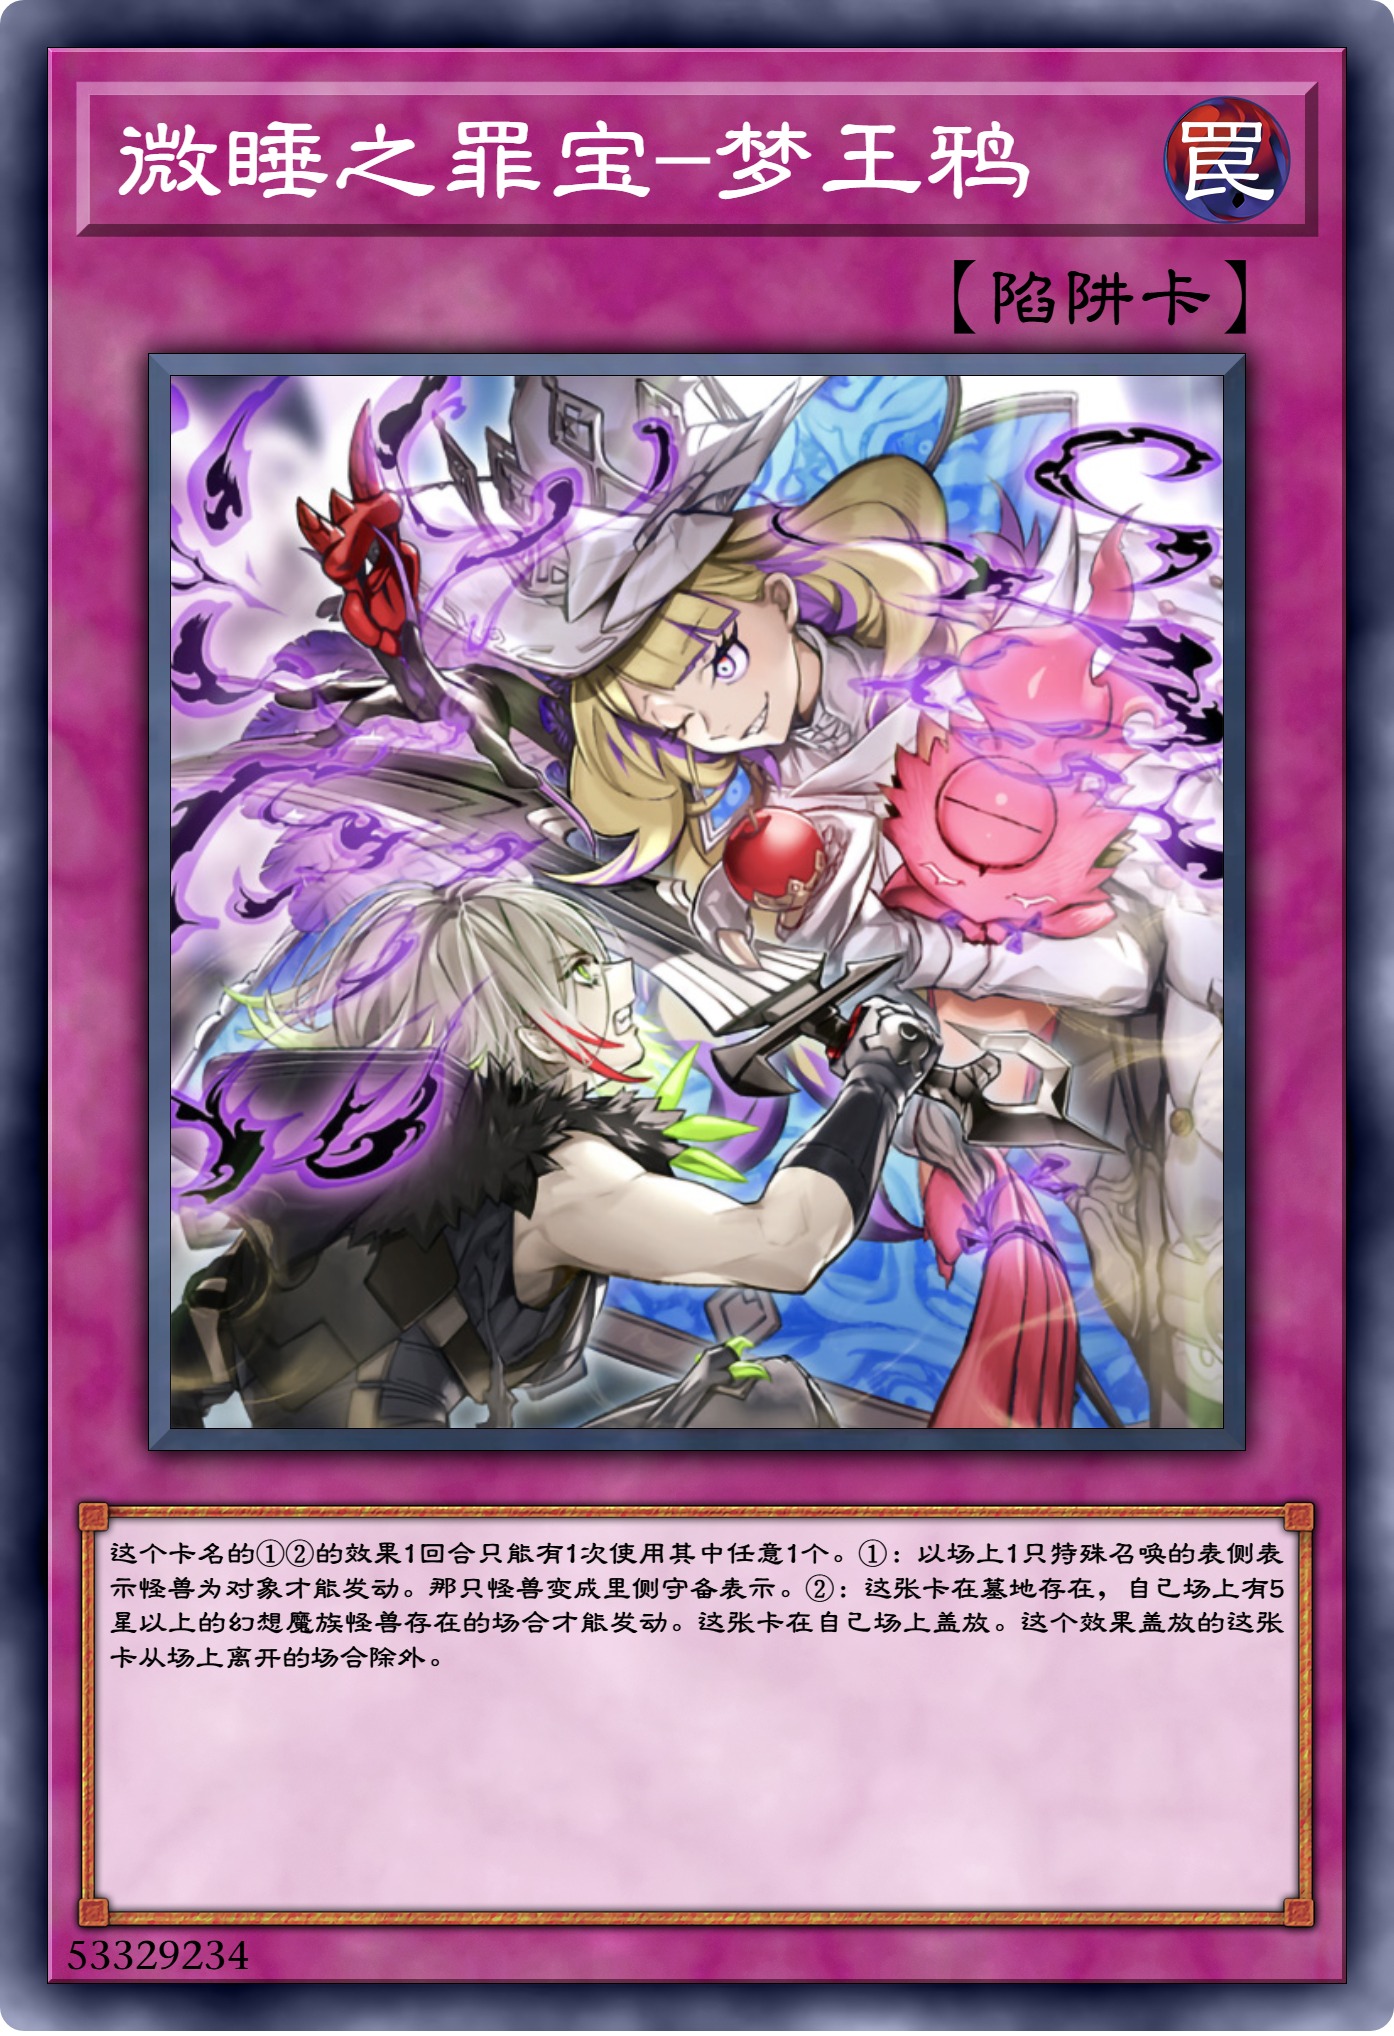 微睡之罪宝-梦王鸦
罠
【陷阱卡】
这个卡名的①②的效果1回合只能有1次使用其中任意1个。①：以场上1只特殊召唤的表侧表
示怪兽为对象才能发动。那只怪兽变成里侧守备表示。②：这张卡在墓地存在，自己场上有5
星以上的幻想魔族怪兽存在的场合才能发动。这张卡在自己场上盖放。这个效果盖放的这张
卡从场上离开的场合除外。
53329234